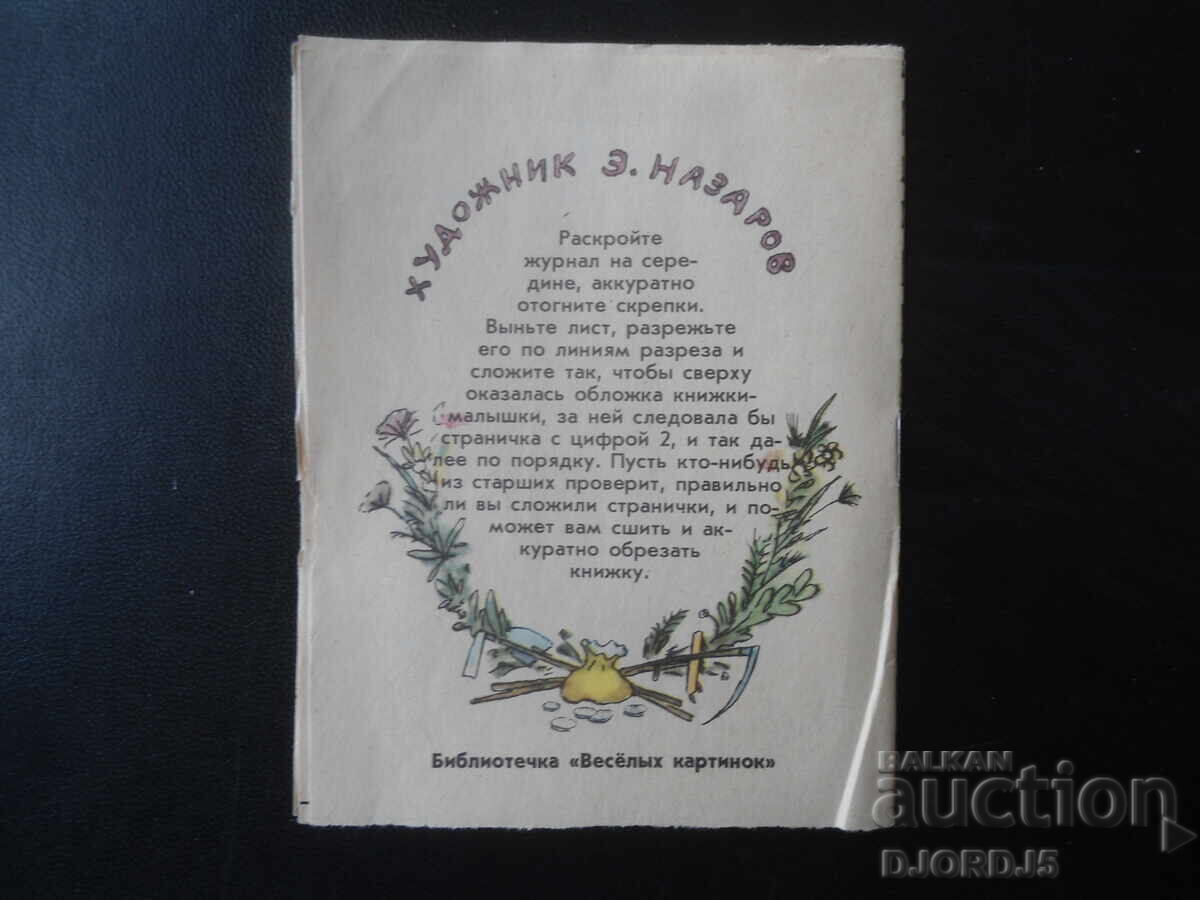 ХУДОЖНИК Э. НАЗАРОВ
Раскройте
журнал на сере-
дине, аккуратно
отогните скрепки.
Выньте лист, разрежьте
его по линиям разреза и
сложите так, чтобы сверху
оказалась обложка книжки-
малышки, за ней следовала бы
страничка с цифрой 2, и так да-
лее по порядку. Пусть кто-нибудь
из старших проверит, правильно
ли вы сложили странички, и по-
может вам сшить и ак-
куратно обрезать
книжку.
Библиотечка «Весёлых картинок»
BALKAN
auction
DJORDJ5